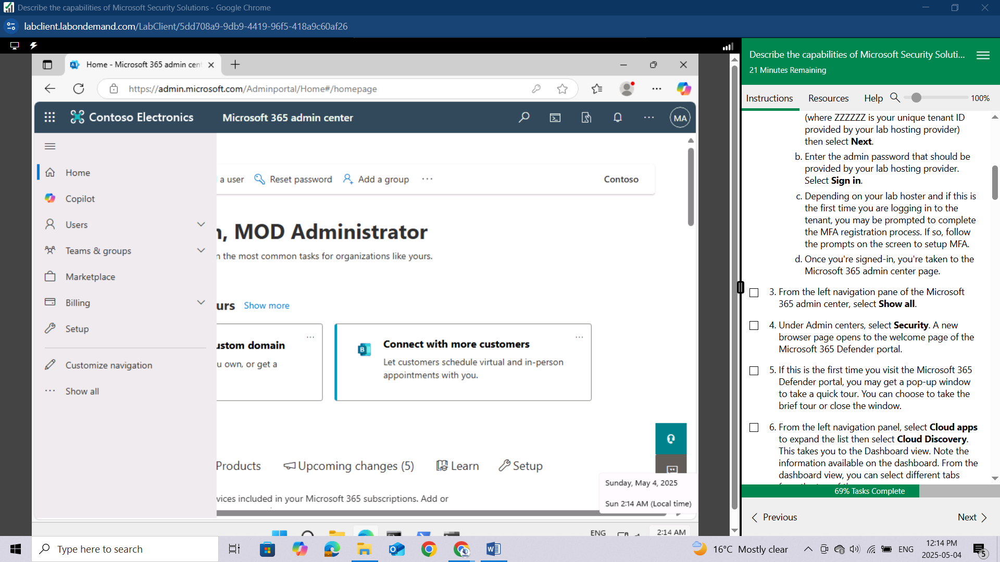 Describe the capabilities of Microsoft Security Solutions - Google Chrome
labclient.labondemand.com/LabClient/5dd708a9-9db9-4419-96f5-418a9c60af26
Home - Microsoft 365 admin cent
https://admin.microsoft.com/Adminportal/Home#/homepage
Contoso Electronics
Microsoft 365 admin center
MA
Home
Copilot
Users
Teams & groups
Marketplace
Billing
Setup
Customize navigation
Show all
a user
Reset password
Add a group
Contoso
, MOD Administrator
the most common tasks for organizations like yours.
urs Show more
ustom domain
u own, or get a
Connect with more customers
Let customers schedule virtual and in-person
appointments with you.
Products
Upcoming changes (5)
Learn
Setup
vices included in your Microsoft 365 subscriptions. Add or
Sunday, May 4, 2025
Sun 2:14 AM (Local time)
ENG
2:14 AM
Describe the capabilities of Microsoft Security Soluti...
21 Minutes Remaining
Instructions
Resources
Help
100%
(where ZZZZZZ is your unique tenant ID
provided by your lab hosting provider)
then select Next.
b. Enter the admin password that should be
provided by your lab hosting provider.
Select Sign in.
c. Depending on your lab hoster and if this is
the first time you are logging in to the
tenant, you may be prompted to complete
the MFA registration process. If so, follow
the prompts on the screen to setup MFA.
d. Once you're signed-in, you're taken to the
Microsoft 365 admin center page.
3. From the left navigation pane of the Microsoft
365 admin center, select Show all.
4. Under Admin centers, select Security. A new
browser page opens to the welcome page of the
Microsoft 365 Defender portal.
5. If this is the first time you visit the Microsoft 365
Defender portal, you may get a pop-up window
to take a quick tour. You can choose to take the
brief tour or close the window.
6. From the left navigation panel, select Cloud apps
to expand the list then select Cloud Discovery.
This takes you to the Dashboard view. Note the
information available on the dashboard. From the
dashboard view, you can select different tabs
69% Tasks Complete
Previous
Next
Type here to search
16°C Mostly clear
ENG
12:14 PM
2025-05-04
5